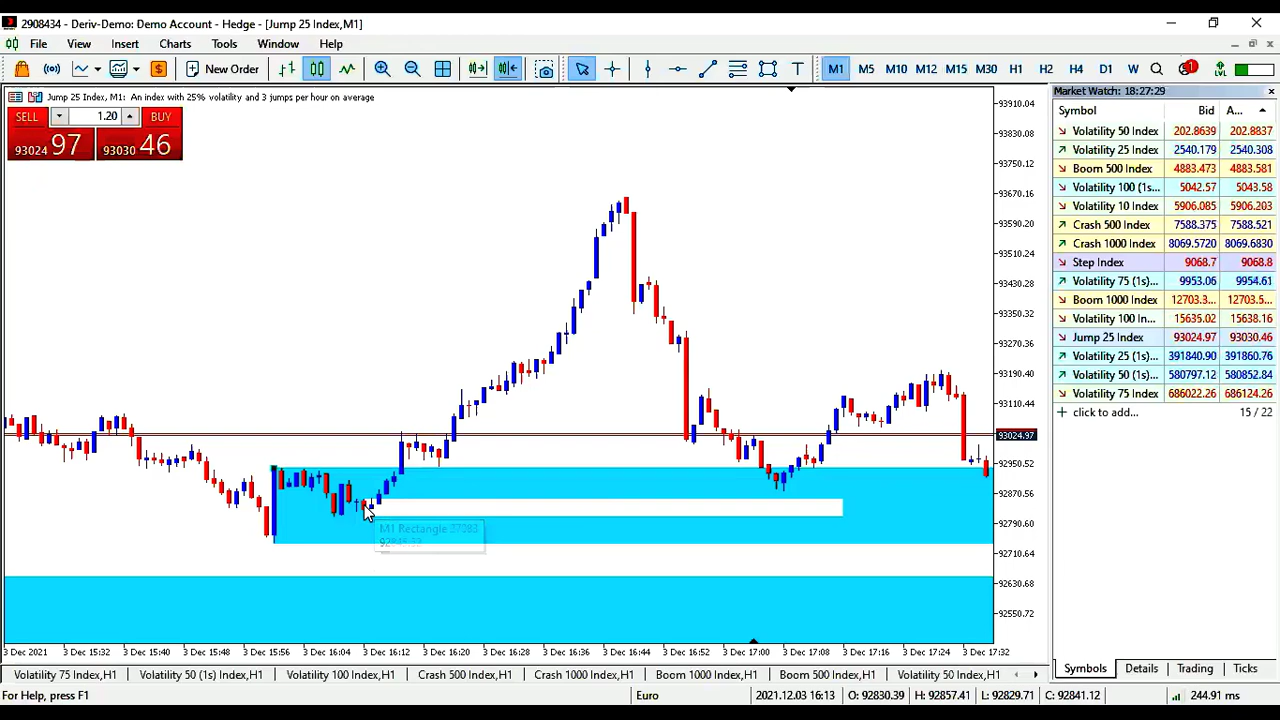 2908434 - Deriv-Demo: Demo Account - Hedge - [Jump 25 Index,M1]
File View Insert Charts Tools Window Help
New Order M1 M5 M10 M12 M15 M30 H1 H2 H4 D1 W 1
Jump 25 Index, M1: An index with 25% volatility and 3 jumps per hour on average
SELL 1.20 BUY
93024 97 93030 46
93910.04
93830.08
93750.12
93670.16
93590.20
93510.24
93430.28
93350.32
93270.36
93190.40
93110.44
93024.97
92950.52
92870.56
92790.60
92710.64
92630.68
92550.72
M1 Rectangle
3 Dec 2021 3 Dec 15:32 3 Dec 15:40 3 Dec 15:48 3 Dec 15:56 3 Dec 16:04 3 Dec 16:12 3 Dec 16:20 3 Dec 16:28 3 Dec 16:36 3 Dec 16:44 3 Dec 16:52 3 Dec 17:00 3 Dec 17:08 3 Dec 17:16 3 Dec 17:24 3 Dec 17:32
Market Watch: 18:27:29
Symbol Bid A...
Volatility 50 Index 202.8639 202.8837
Volatility 25 Index 2540.179 2540.308
Boom 500 Index 4883.473 4883.581
Volatility 100 (1s... 5042.57 5043.58
Volatility 10 Index 5906.085 5906.203
Crash 500 Index 7588.375 7588.521
Crash 1000 Index 8069.5720 8069.6830
Step Index 9068.7 9068.8
Volatility 75 (1s)... 9953.06 9954.61
Boom 1000 Index 12703.3... 12703.5...
Volatility 100 In... 15635.02 15638.16
Jump 25 Index 93024.97 93030.46
Volatility 25 (1s)... 391840.90 391860.76
Volatility 50 (1s)... 580797.12 580852.84
Volatility 75 Index 686022.26 686124.26
click to add... 15 / 22
Symbols Details Trading Ticks
Volatility 75 Index,H1 Volatility 50 (1s) Index,H1 Volatility 100 Index,H1 Crash 500 Index,H1 Crash 1000 Index,H1 Boom 1000 Index,H1 Boom 500 Index,H1 Volatility 50 Index,H1
For Help, press F1 Euro 2021.12.03 16:13 O: 92830.39 H: 92857.41 L: 92829.71 C: 92841.12 244.91 ms